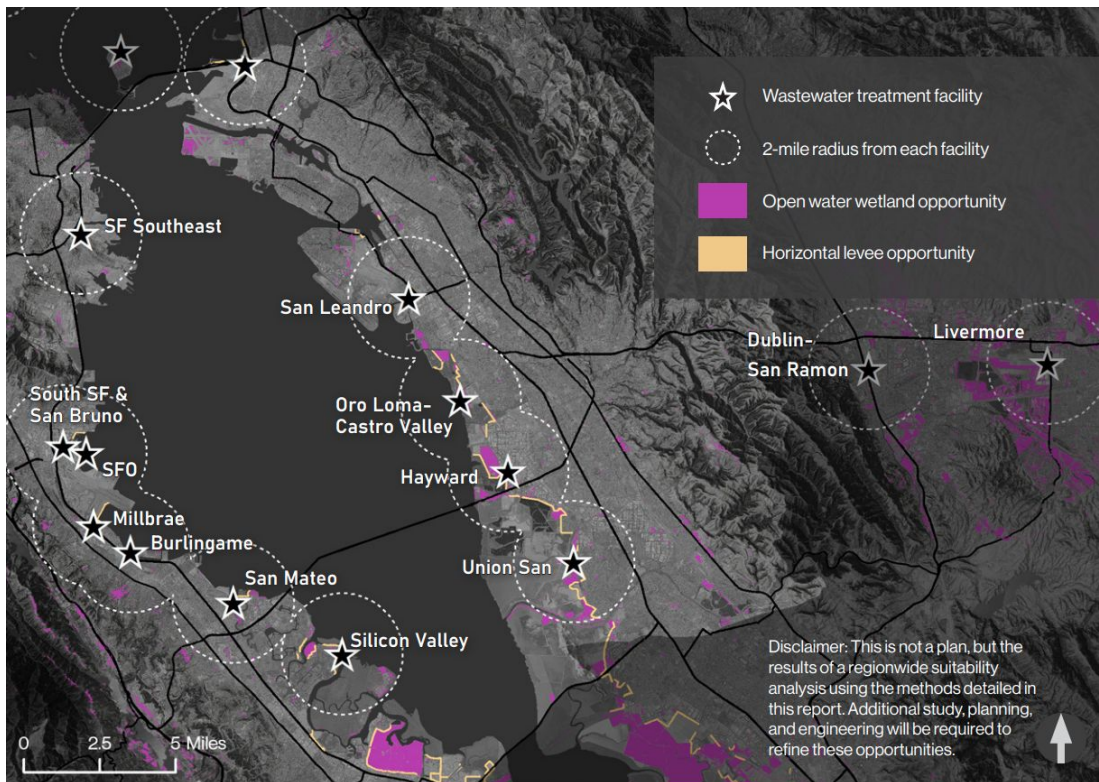 Wastewater treatment facility
2-mile radius from each facility
Open water wetland opportunity
Horizontal levee opportunity
SF Southeast
San Leandro
Dublin-
San Ramon
Livermore
South SF &
San Bruno
SFO
Oro Loma-
Castro Valley
Hayward
Millbrae
Burlingame
Union San
San Mateo
Silicon Valley
Disclaimer: This is not a plan, but the
results of a regionwide suitability
analysis using the methods detailed in
this report. Additional study, planning,
and engineering will be required to
refine these opportunities.
0 2.5 5 Miles